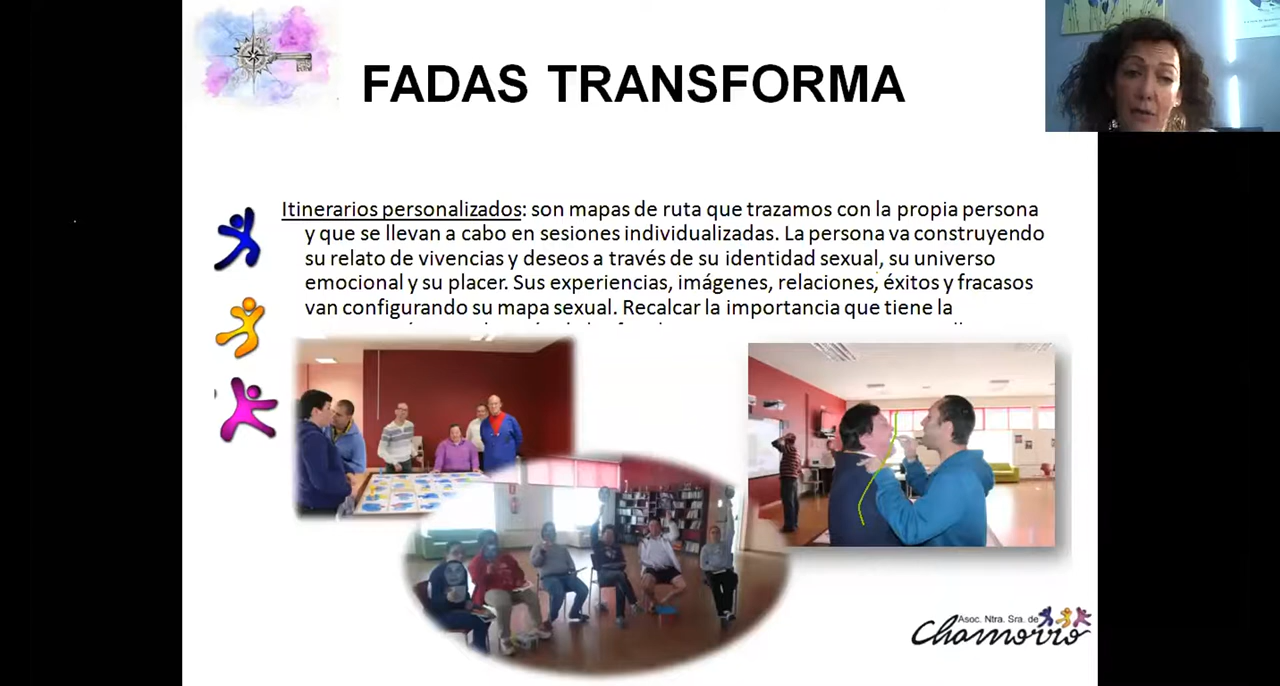 FADAS TRANSFORMA
Itinerarios personalizados: son mapas de ruta que trazamos con la propia persona
y que se llevan a cabo en sesiones individualizadas. La persona va construyendo
su relato de vivencias y deseos a través de su identidad sexual, su universo
emocional y su placer. Sus experiencias, imágenes, relaciones, éxitos y fracasos
van configurando su mapa sexual. Recalcar la importancia que tiene la
Asoc. Ntra. Sra. de
Chamorro